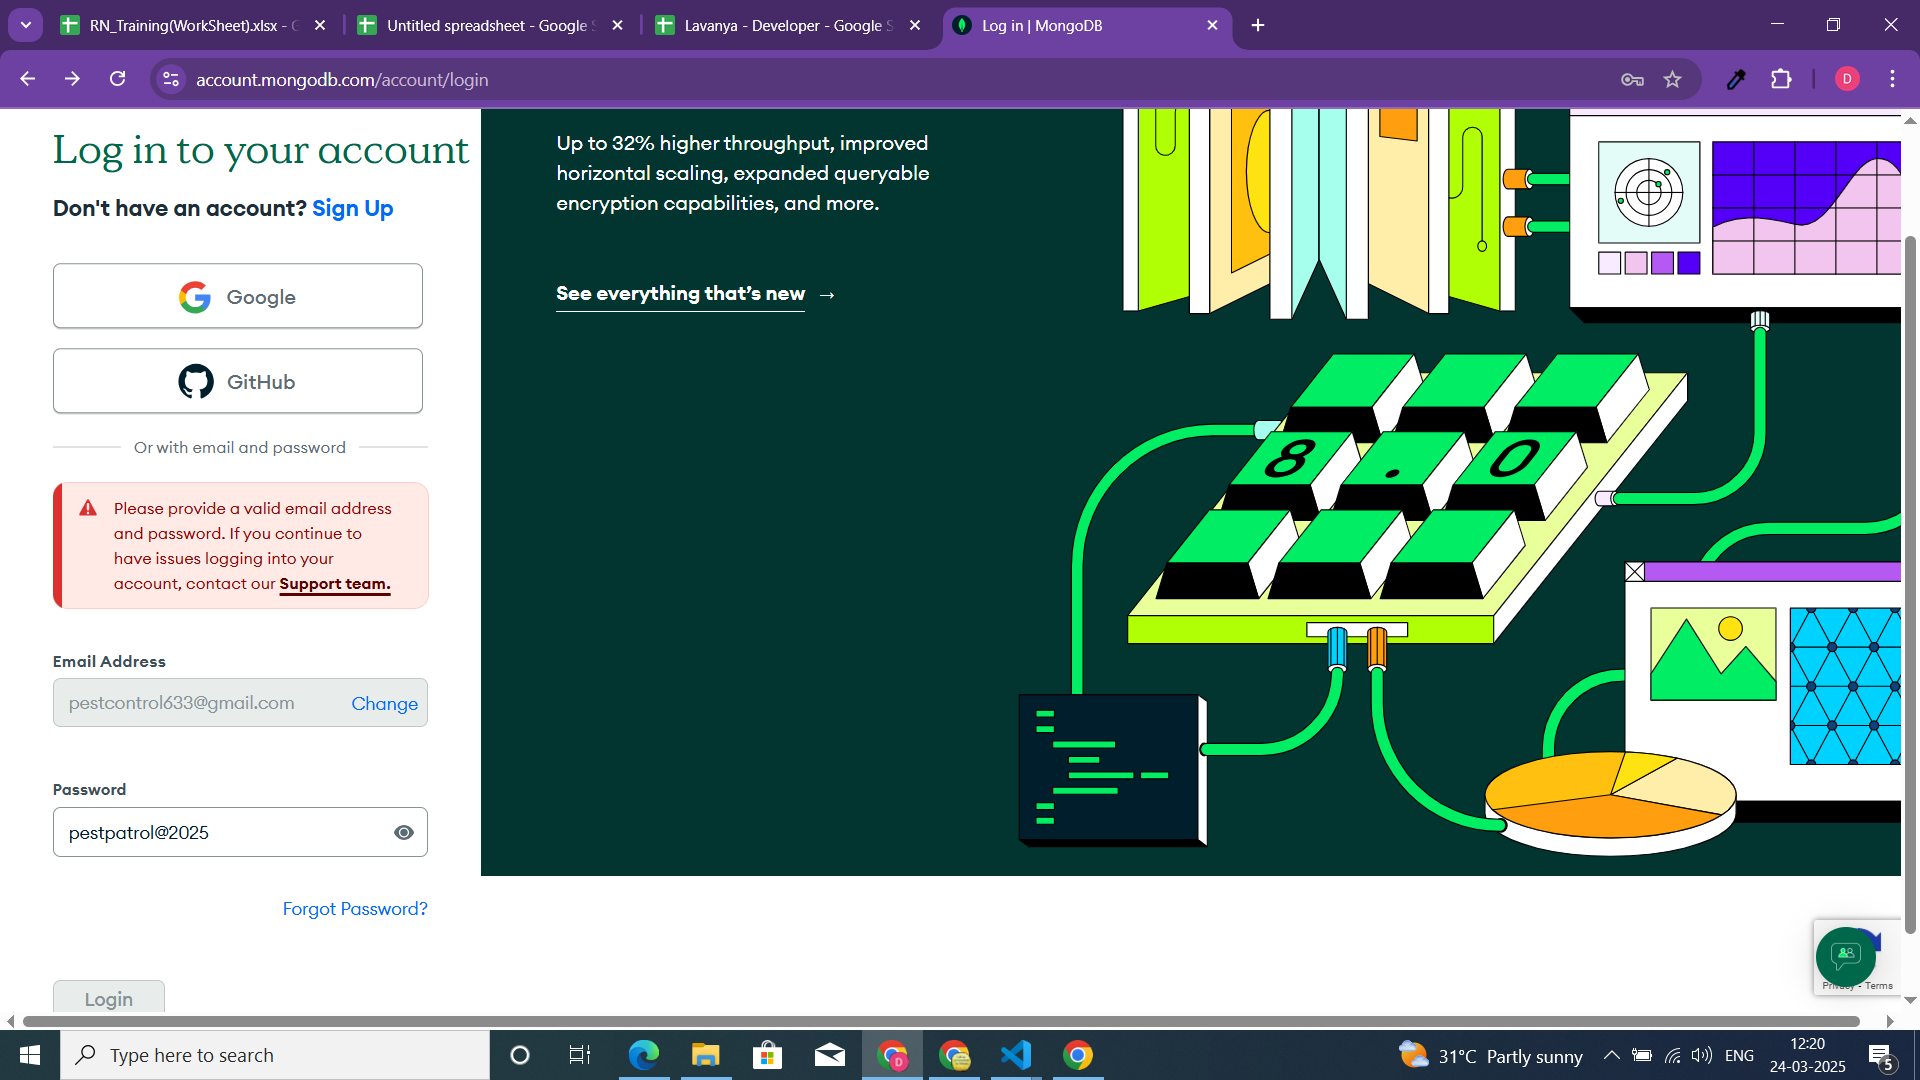 RN_Training(WorkSheet).xlsx - G
Untitled spreadsheet - Google S
Lavanya - Developer - Google S
Log in | MongoDB
account.mongodb.com/account/login
D
Log in to your account
Don't have an account? Sign Up
Google
GitHub
Or with email and password
Please provide a valid email address
and password. If you continue to
have issues logging into your
account, contact our Support team.
Email Address
pestcontrol633@gmail.com Change
Password
pestpatrol@2025
Forgot Password?
Login
Up to 32% higher throughput, improved
horizontal scaling, expanded queryable
encryption capabilities, and more.
See everything that’s new →
8.0
Privacy - Terms
Type here to search
D
31°C Partly sunny
ENG
12:20
24-03-2025
5